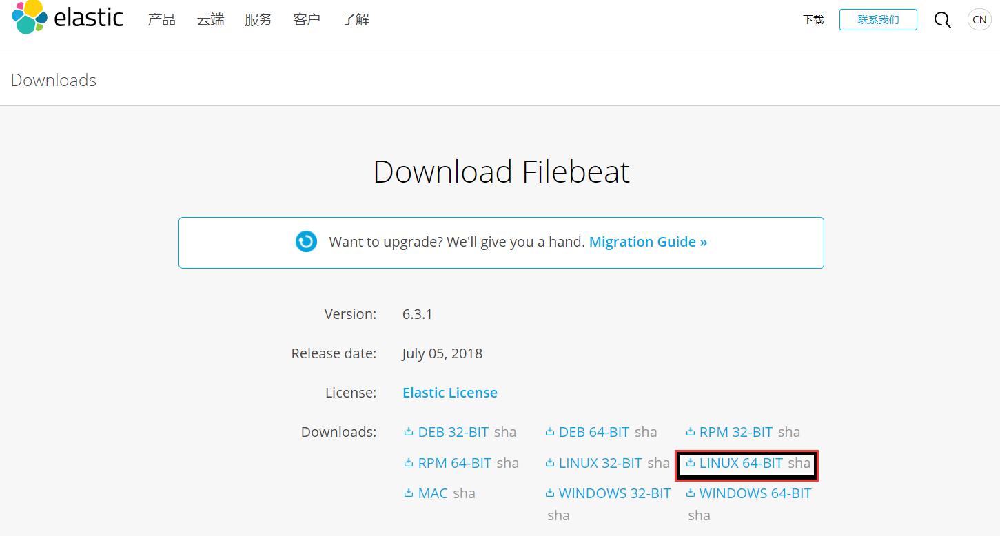 elastic 产品 云端 服务 客户 了解 下载 联系我们 CN
Downloads
Download Filebeat
Want to upgrade? We'll give you a hand. Migration Guide »
Version: 6.3.1
Release date: July 05, 2018
License: Elastic License
Downloads: DEB 32-BIT sha DEB 64-BIT sha RPM 32-BIT sha
RPM 64-BIT sha LINUX 32-BIT sha LINUX 64-BIT sha
MAC sha WINDOWS 32-BIT WINDOWS 64-BIT
sha sha